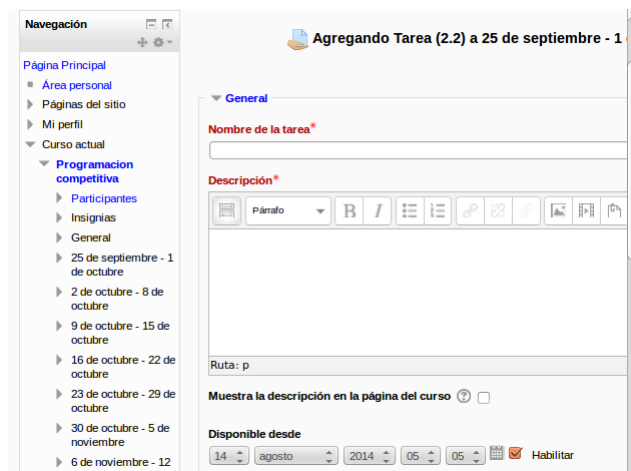 Navegación
Página Principal
Área personal
Páginas del sitio
Mi perfil
Curso actual
Programacion
competitiva
Participantes
Insignias
General
25 de septiembre - 1
de octubre
2 de octubre - 8 de
octubre
9 de octubre - 15 de
octubre
16 de octubre - 22 de
octubre
23 de octubre - 29 de
octubre
30 de octubre - 5 de
noviembre
6 de noviembre - 12
Agregando Tarea (2.2) a 25 de septiembre - 1
General
Nombre de la tarea*
Descripción*
Párrafo B I
Ruta: p
Muestra la descripción en la página del curso
Disponible desde
14 agosto 2014 05 05 Habilitar